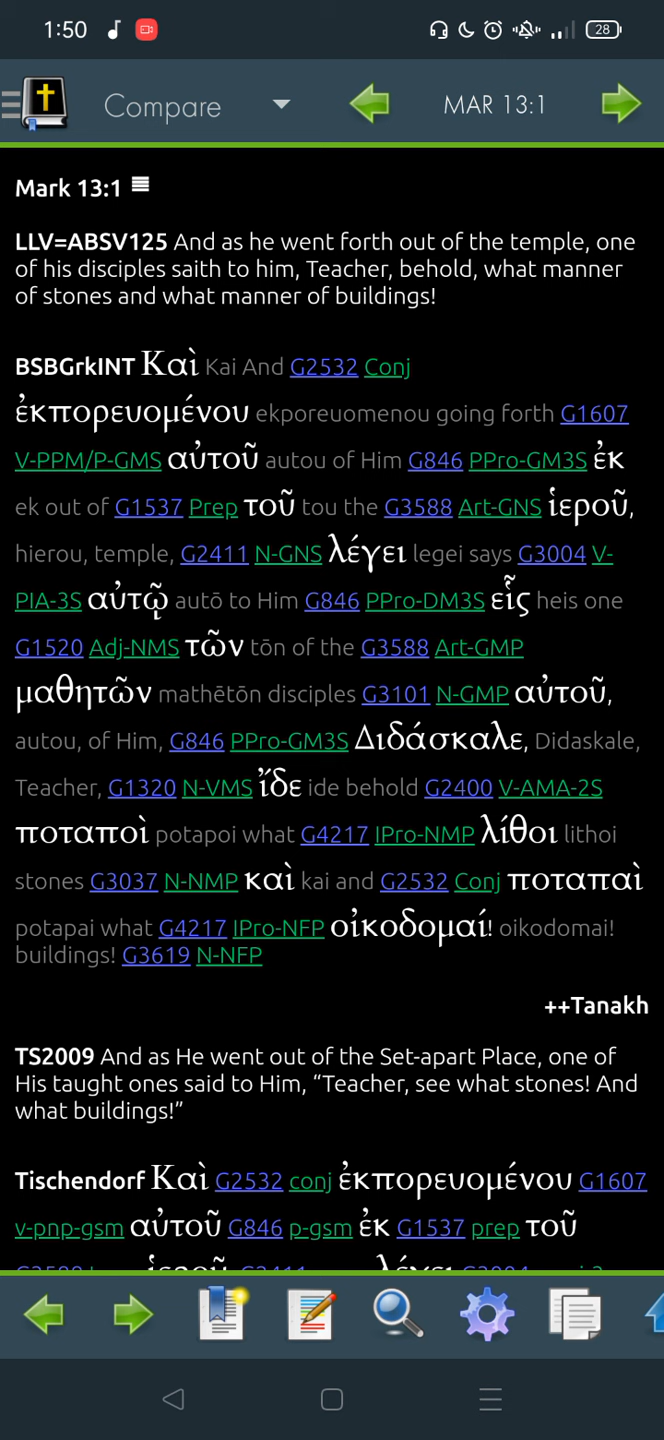 1:50
28
Compare
MAR 13:1
Mark 13:1
LLV=ABSV125 And as he went forth out of the temple, one
of his disciples saith to him, Teacher, behold, what manner
of stones and what manner of buildings!
BSBGrkINT Καὶ Kai And G2532 Conj
ἐκπορευομένου ekporeuomenou going forth G1607
V-PPM/P-GMS αὐτοῦ autou of Him G846 PPro-GM3S ἐκ
ek out of G1537 Prep τοῦ tou the G3588 Art-GNS ἱεροῦ,
hierou, temple, G2411 N-GNS λέγει legei says G3004 V-
PIA-3S αὐτῷ autō to Him G846 PPro-DM3S εἷς heis one
G1520 Adj-NMS τῶν tōn of the G3588 Art-GMP
μαθητῶν mathētōn disciples G3101 N-GMP αὐτοῦ,
autou, of Him, G846 PPro-GM3S Διδάσκαλε, Didaskale,
Teacher, G1320 N-VMS ἴδε ide behold G2400 V-AMA-2S
ποταποὶ potapoi what G4217 IPro-NMP λίθοι lithoi
stones G3037 N-NMP καὶ kai and G2532 Conj ποταπαὶ
potapai what G4217 IPro-NFP οἰκοδομαί! oikodomai!
buildings! G3619 N-NFP
++Tanakh
TS2009 And as He went out of the Set-apart Place, one of
His taught ones said to Him, “Teacher, see what stones! And
what buildings!”
Tischendorf Καὶ G2532 conj ἐκπορευομένου G1607
v-pnp-gsm αὐτοῦ G846 p-gsm ἐκ G1537 prep τοῦ